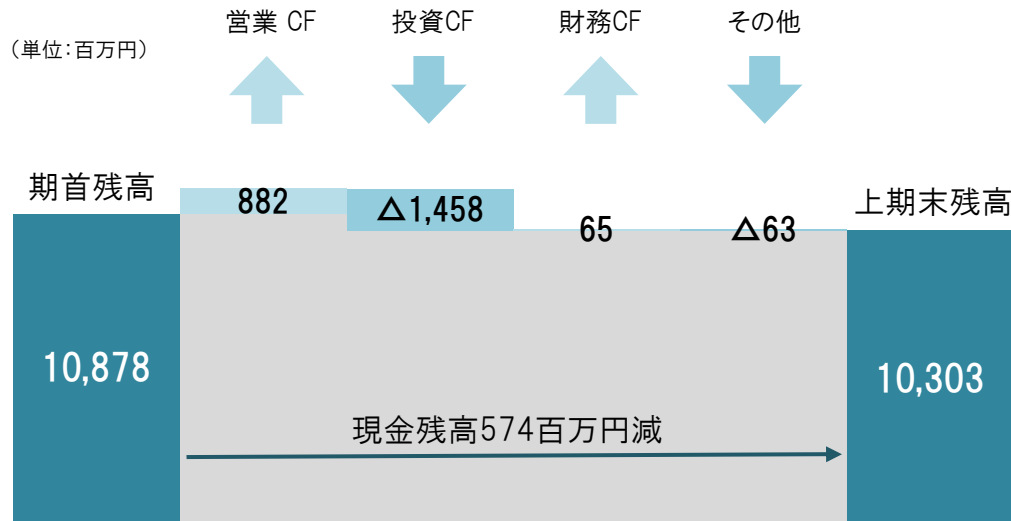 (単位:百万円)
営業 CF
投資CF
財務CF
その他
期首残高
882
△1,458
65
△63
上期末残高
10,878
10,303
現金残高574百万円減